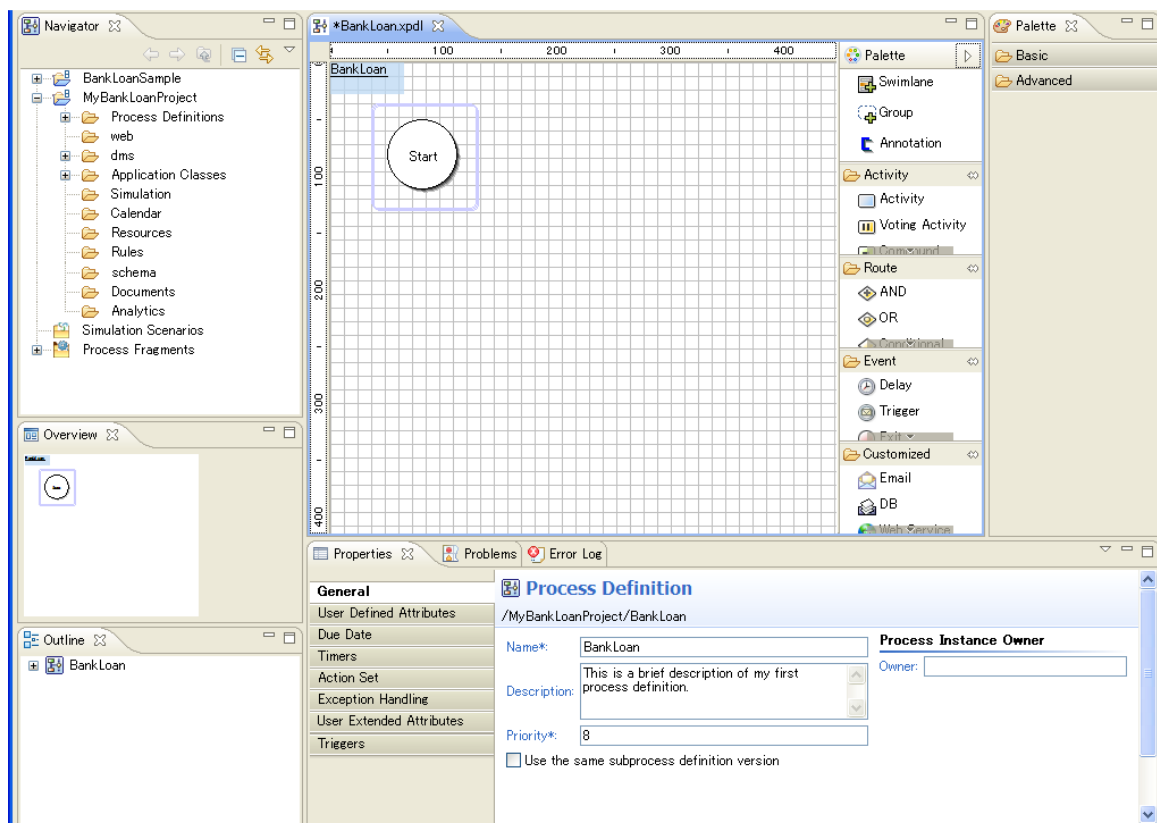 Navigator
BankLoanSample
MyBankLoanProject
Process Definitions
web
dms
Application Classes
Simulation
Calendar
Resources
Rules
schema
Documents
Analytics
Simulation Scenarios
Process Fragments
Overview
Outline
BankLoan
*BankLoan.xpdl
100
200
300
400
BankLoan
Start
100
200
300
400
Palette
Swimlane
Group
Annotation
Activity
Activity
Voting Activity
Compound
Route
AND
OR
Conditional
Event
Delay
Trigger
Exit
Customized
Email
DB
Web Service
Palette
Basic
Advanced
Properties
Problems
Error Log
General
User Defined Attributes
Due Date
Timers
Action Set
Exception Handling
User Extended Attributes
Triggers
Process Definition
/MyBankLoanProject/BankLoan
Name*: BankLoan
Description: This is a brief description of my first
process definition.
Priority*: 8
Use the same subprocess definition version
Process Instance Owner
Owner: